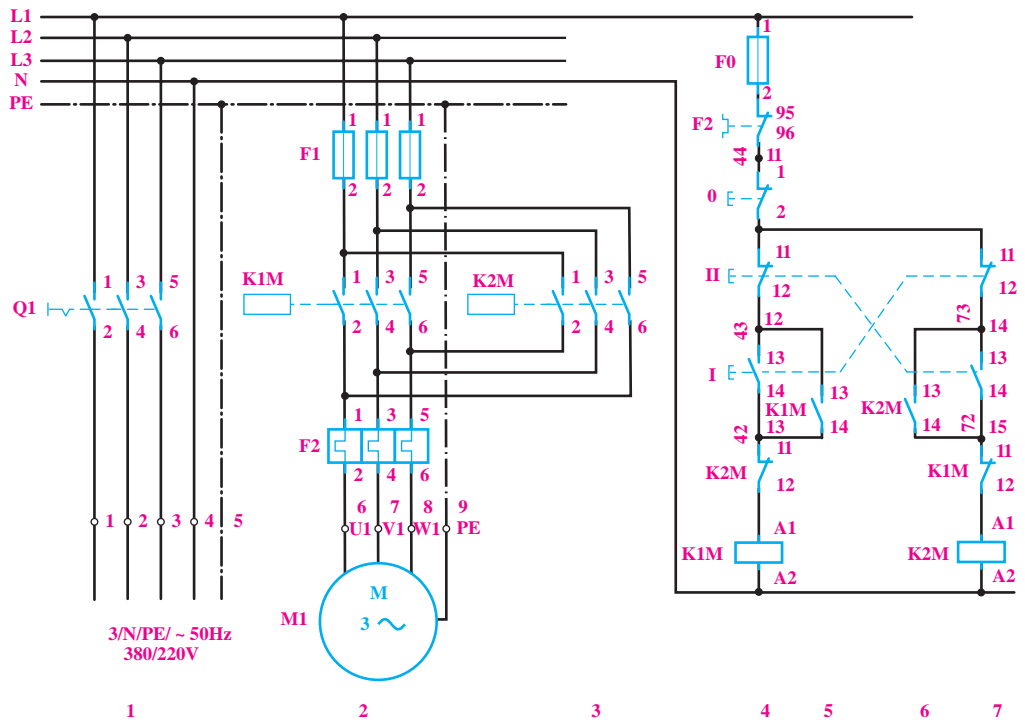 L1
L2
L3
N
PE
1
F0
2
F2
95
96
44
11
1
0
2
1 1 1
F1
2 2 2
K1M
1 3 5
2 4 6
K2M
1 3 5
2 4 6
Q1
1 3 5
2 4 6
II
11
12
11
12
43
12
73
14
I
13
14
13
14
K1M
13
14
K2M
13
14
42
13
72
15
K2M
11
12
K1M
11
12
F2
1 3 5
2 4 6
6 7 8 9
U1 V1 W1 PE
1 2 3 4 5
K1M
A1
A2
K2M
A1
A2
M1
M
3
3/N/PE/ ~ 50Hz
380/220V
1 2 3 4 5 6 7